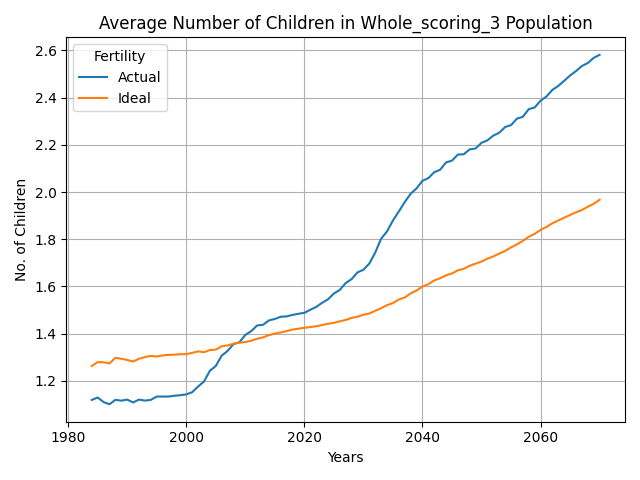 Average Number of Children in Whole_scoring_3 Population
Fertility
Actual
Ideal
No. of Children
2.6
2.4
2.2
2.0
1.8
1.6
1.4
1.2
1980
2000
2020
2040
2060
Years